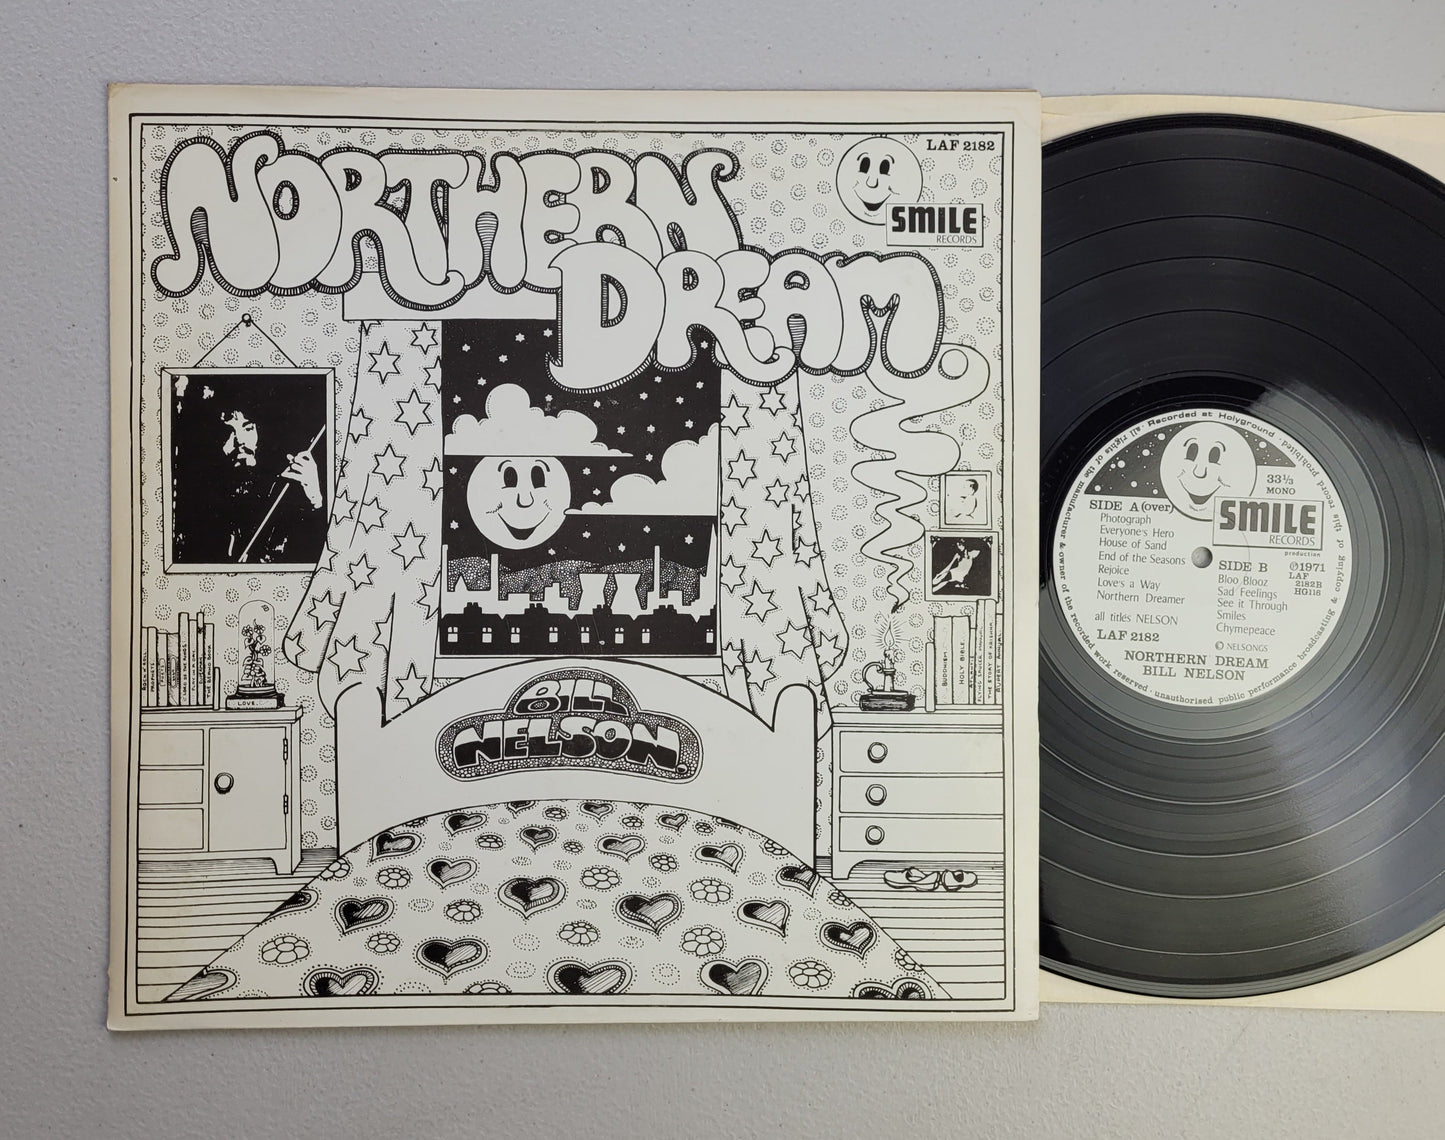 NORTHERN
DREAM
LAF 2182
SMILE
RECORDS
BILL
NELSON.
LOVE.
BUDDHISM
HOLY BIBLE
Recorded at Holyground · all rights of the manufacturer & owner of the recorded work reserved · unauthorised public performance broadcasting & copying of this record prohibited ·
33⅓
MONO
SMILE
RECORDS
production
SIDE A (over)
Photograph
Everyone's Hero
House of Sand
End of the Seasons
Rejoice
Love's a Way
Northern Dreamer
all titles NELSON
LAF 2182
SIDE B
Bloo Blooz
Sad Feelings
See it Through
Smiles
Chymepeace
℗1971
LAF
2182B
HG116
© NELSONGS
NORTHERN DREAM
BILL NELSON